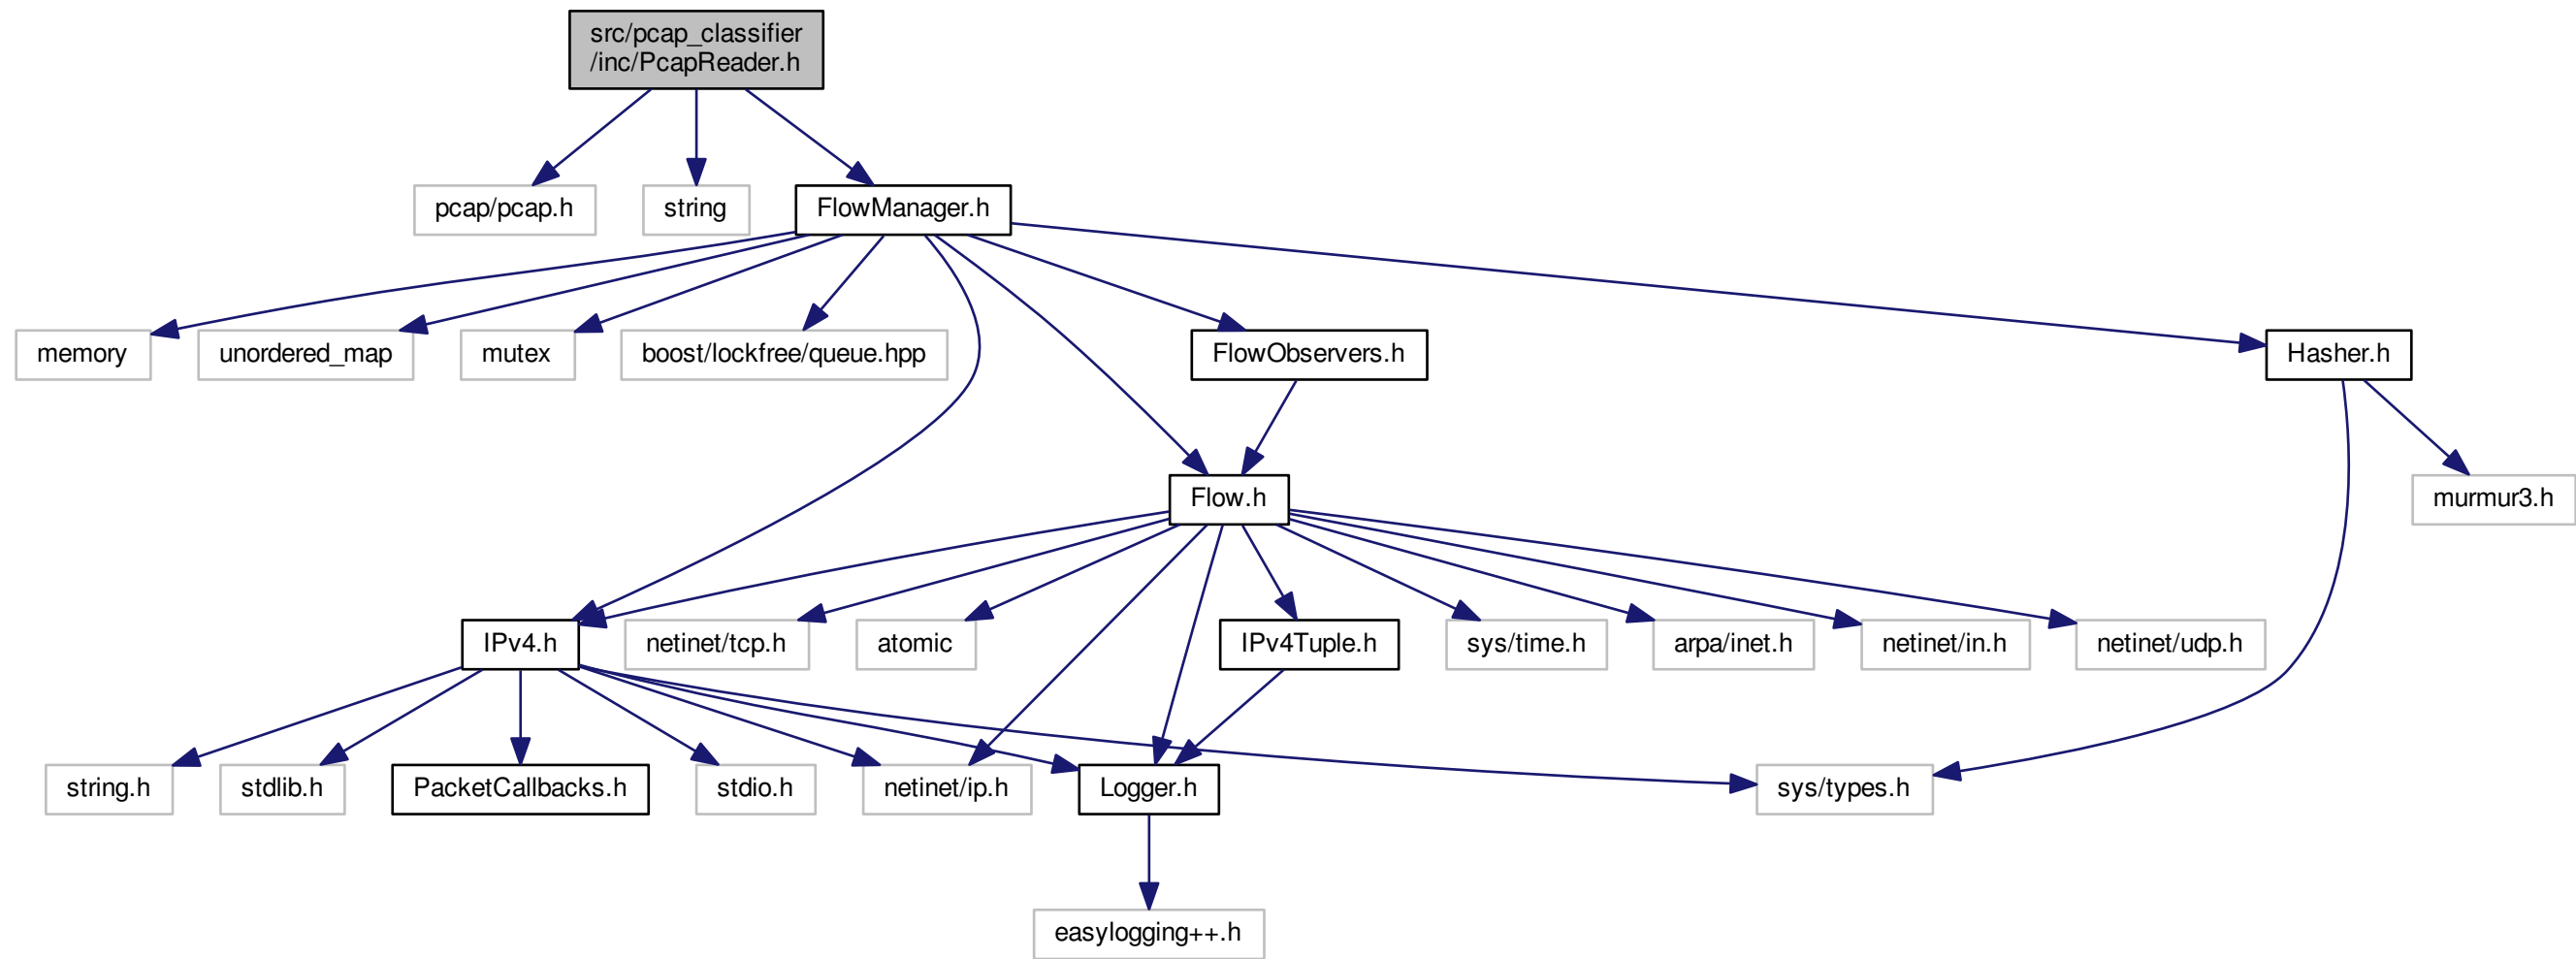 src/pcap_classifier
/inc/PcapReader.h
pcap/pcap.h
string
FlowManager.h
memory
unordered_map
mutex
boost/lockfree/queue.hpp
FlowObservers.h
Hasher.h
Flow.h
murmur3.h
IPv4.h
netinet/tcp.h
atomic
IPv4Tuple.h
sys/time.h
arpa/inet.h
netinet/in.h
netinet/udp.h
string.h
stdlib.h
PacketCallbacks.h
stdio.h
netinet/ip.h
Logger.h
sys/types.h
easylogging++.h